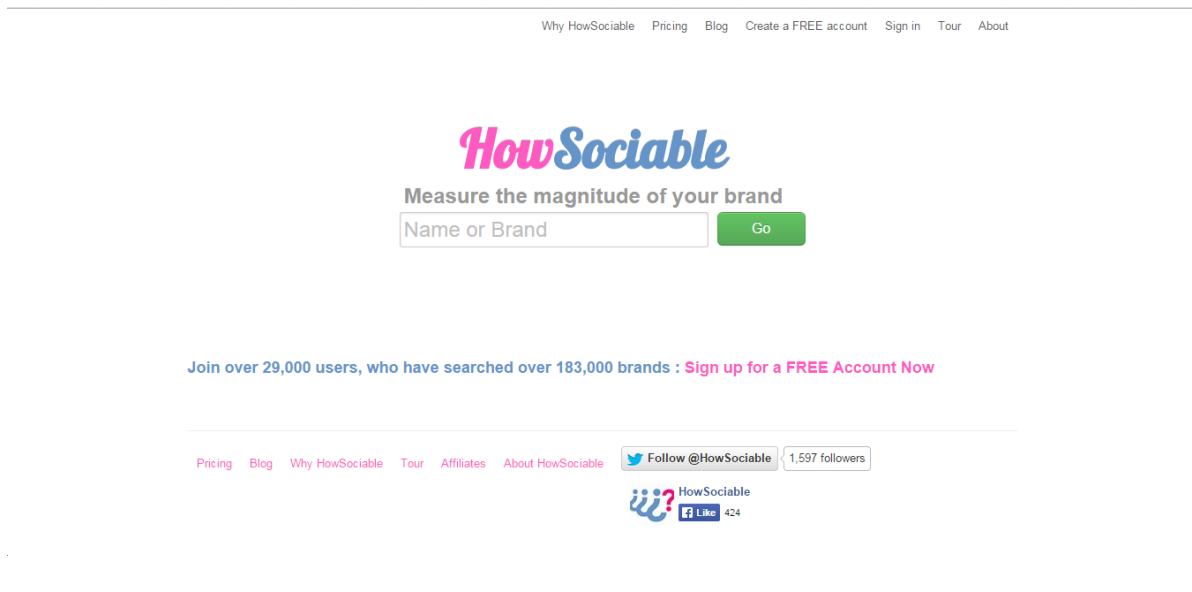 Why HowSociable Pricing Blog Create a FREE account Sign in Tour About
HowSociable
Measure the magnitude of your brand
Name or Brand Go
Join over 29,000 users, who have searched over 183,000 brands : Sign up for a FREE Account Now
Pricing Blog Why HowSociable Tour Affiliates About HowSociable Follow @HowSociable 1,597 followers
¿¿¿? HowSociable
Like 424